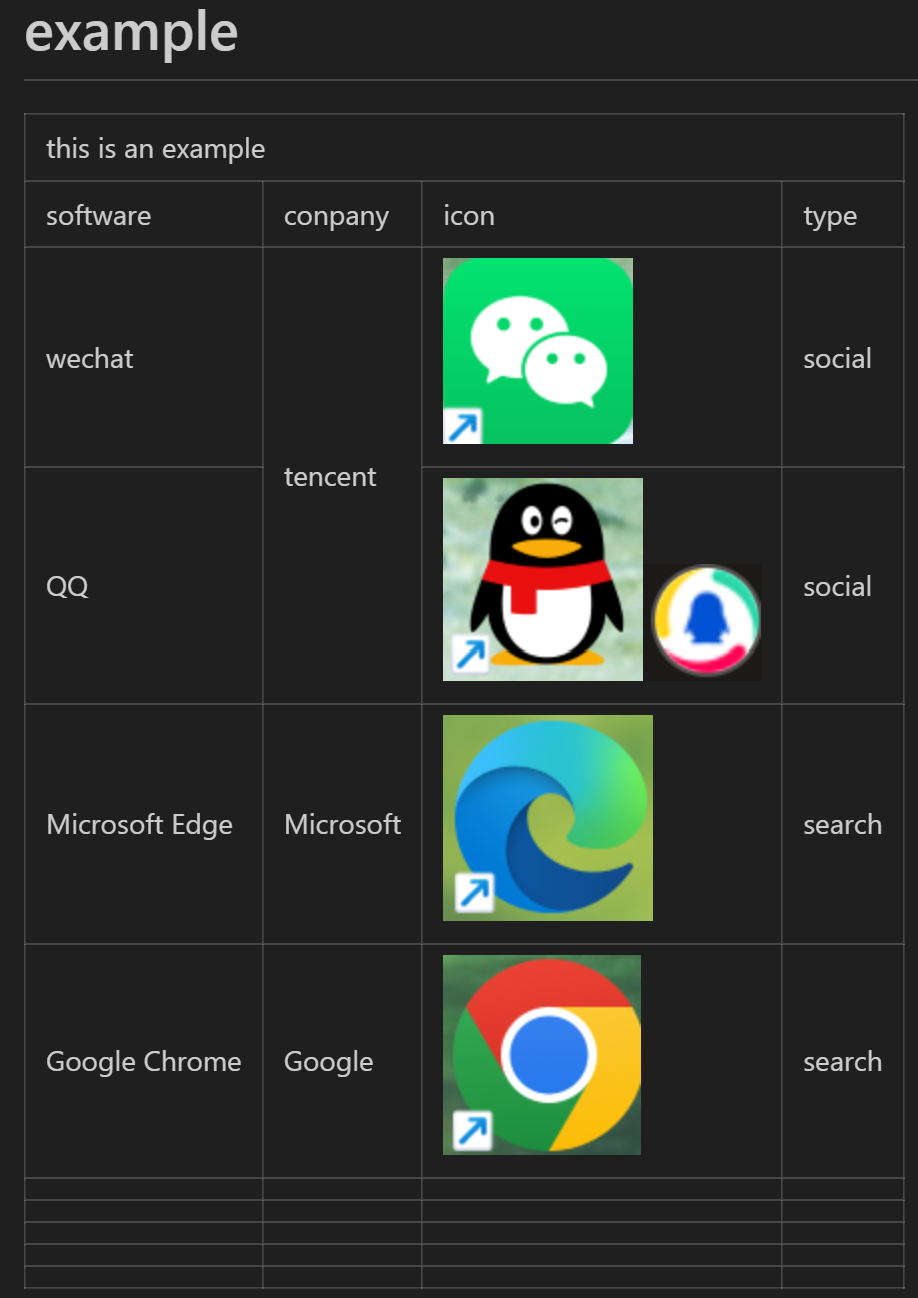 example
this is an example
software conpany icon type
wechat social
tencent
QQ social
Microsoft Edge Microsoft search
Google Chrome Google search